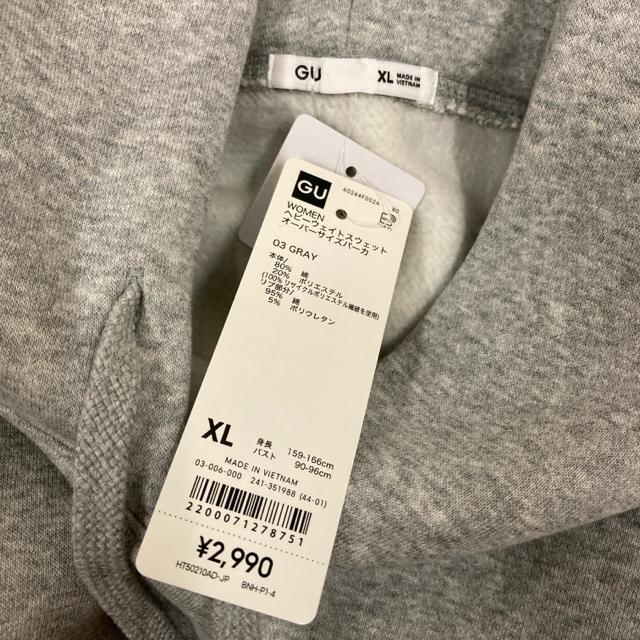 GU XL MADE IN
VIETNAM
GU
WOMEN
ヘビーウェイトスウェット
オーバーサイズパーカ
03 GRAY
本体/
80% 綿
20% ポリエステル
(100%リサイクルポリエステル繊維を使用)
リブ部分/
95% 綿
5% ポリウレタン
XL
身長 159-166cm
バスト 90-96cm
MADE IN VIETNAM
03-006-000 241-351988 (44-01)
2200071278751
¥2,990
HT50210AD-JP BNH-P1-4